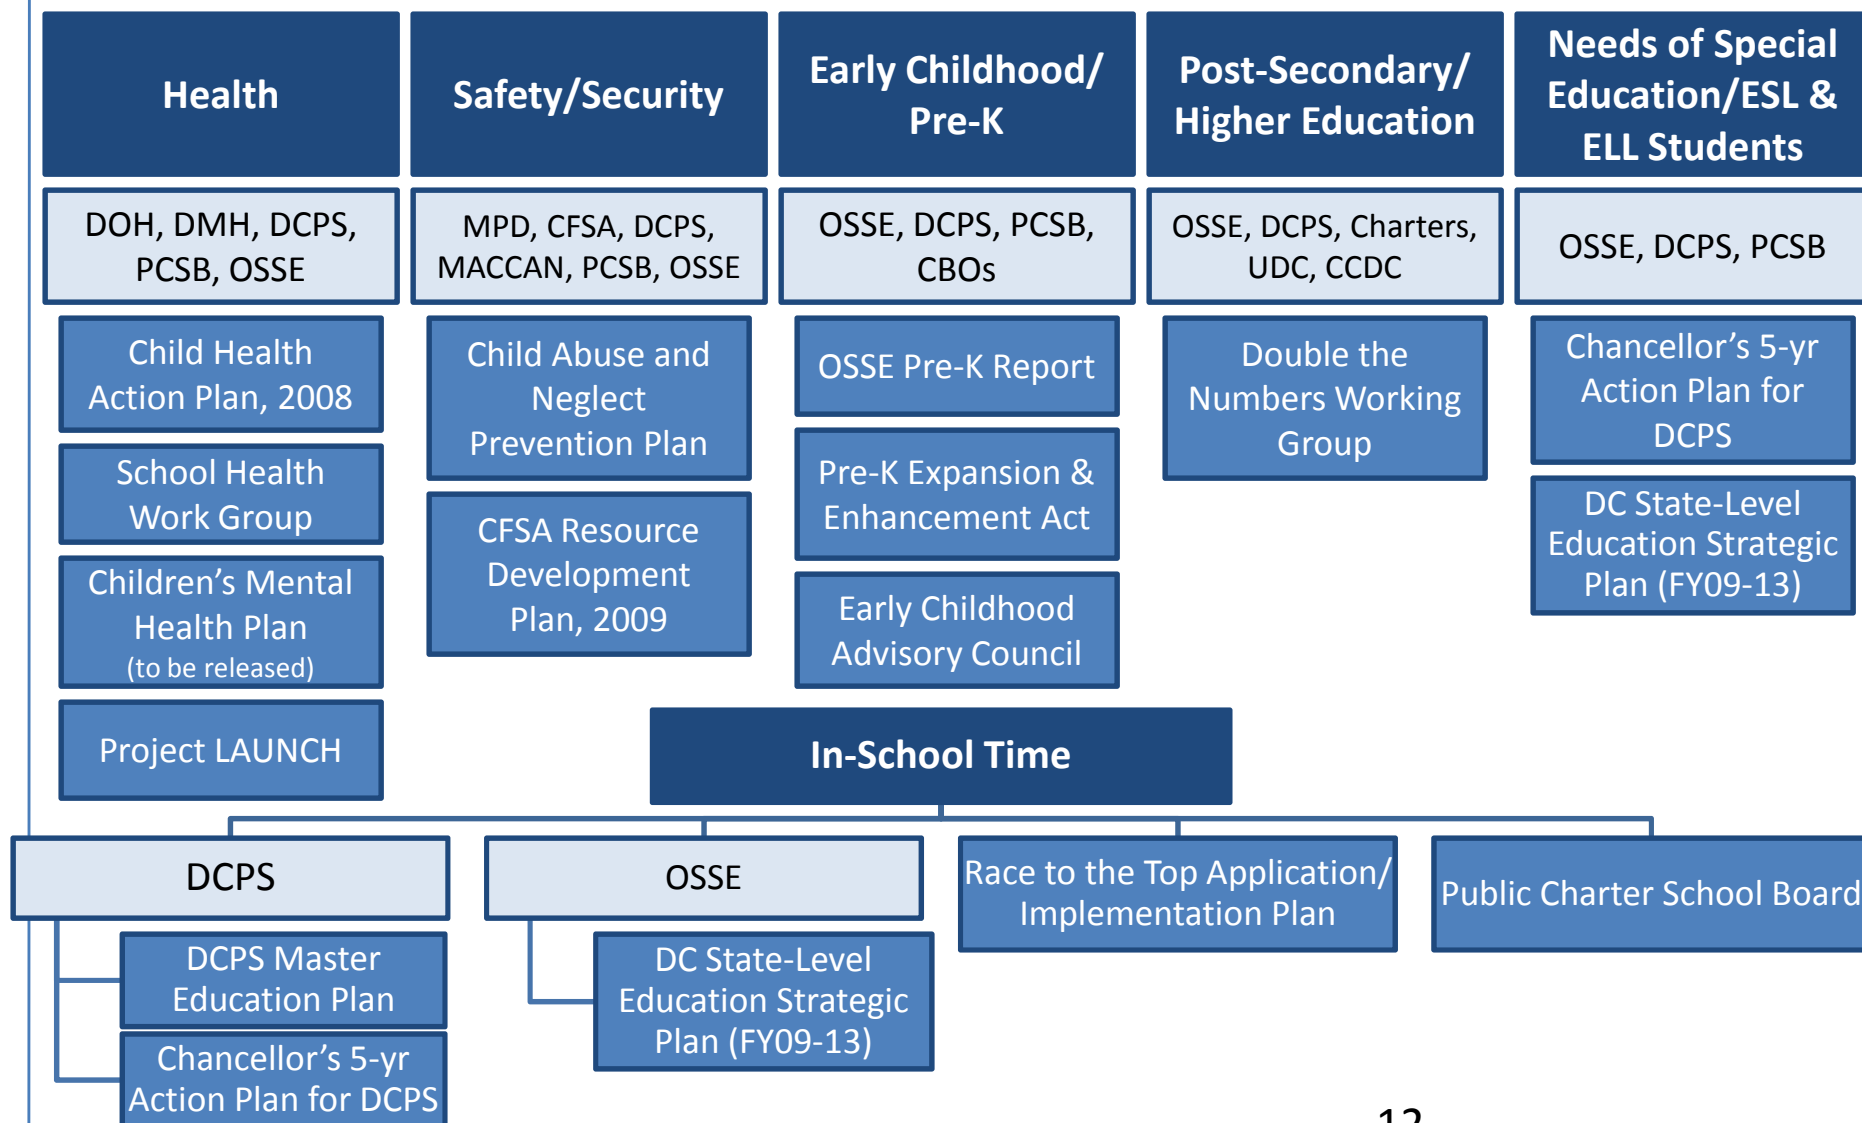 Health
DOH, DMH, DCPS,
PCSB, OSSE
Child Health
Action Plan, 2008
School Health
Work Group
Children’s Mental
Health Plan
(to be released)
Project LAUNCH
Safety/Security
MPD, CFSA, DCPS,
MACCAN, PCSB, OSSE
Child Abuse and
Neglect
Prevention Plan
CFSA Resource
Development
Plan, 2009
Early Childhood/
Pre-K
OSSE, DCPS, PCSB,
CBOs
OSSE Pre-K Report
Pre-K Expansion &
Enhancement Act
Early Childhood
Advisory Council
Post-Secondary/
Higher Education
OSSE, DCPS, Charters,
UDC, CCDC
Double the
Numbers Working
Group
Needs of Special
Education/ESL &
ELL Students
OSSE, DCPS, PCSB
Chancellor’s 5-yr
Action Plan for
DCPS
DC State-Level
Education Strategic
Plan (FY09-13)
In-School Time
DCPS
DCPS Master
Education Plan
Chancellor’s 5-yr
Action Plan for DCPS
OSSE
DC State-Level
Education Strategic
Plan (FY09-13)
Race to the Top Application/
Implementation Plan
Public Charter School Board
12